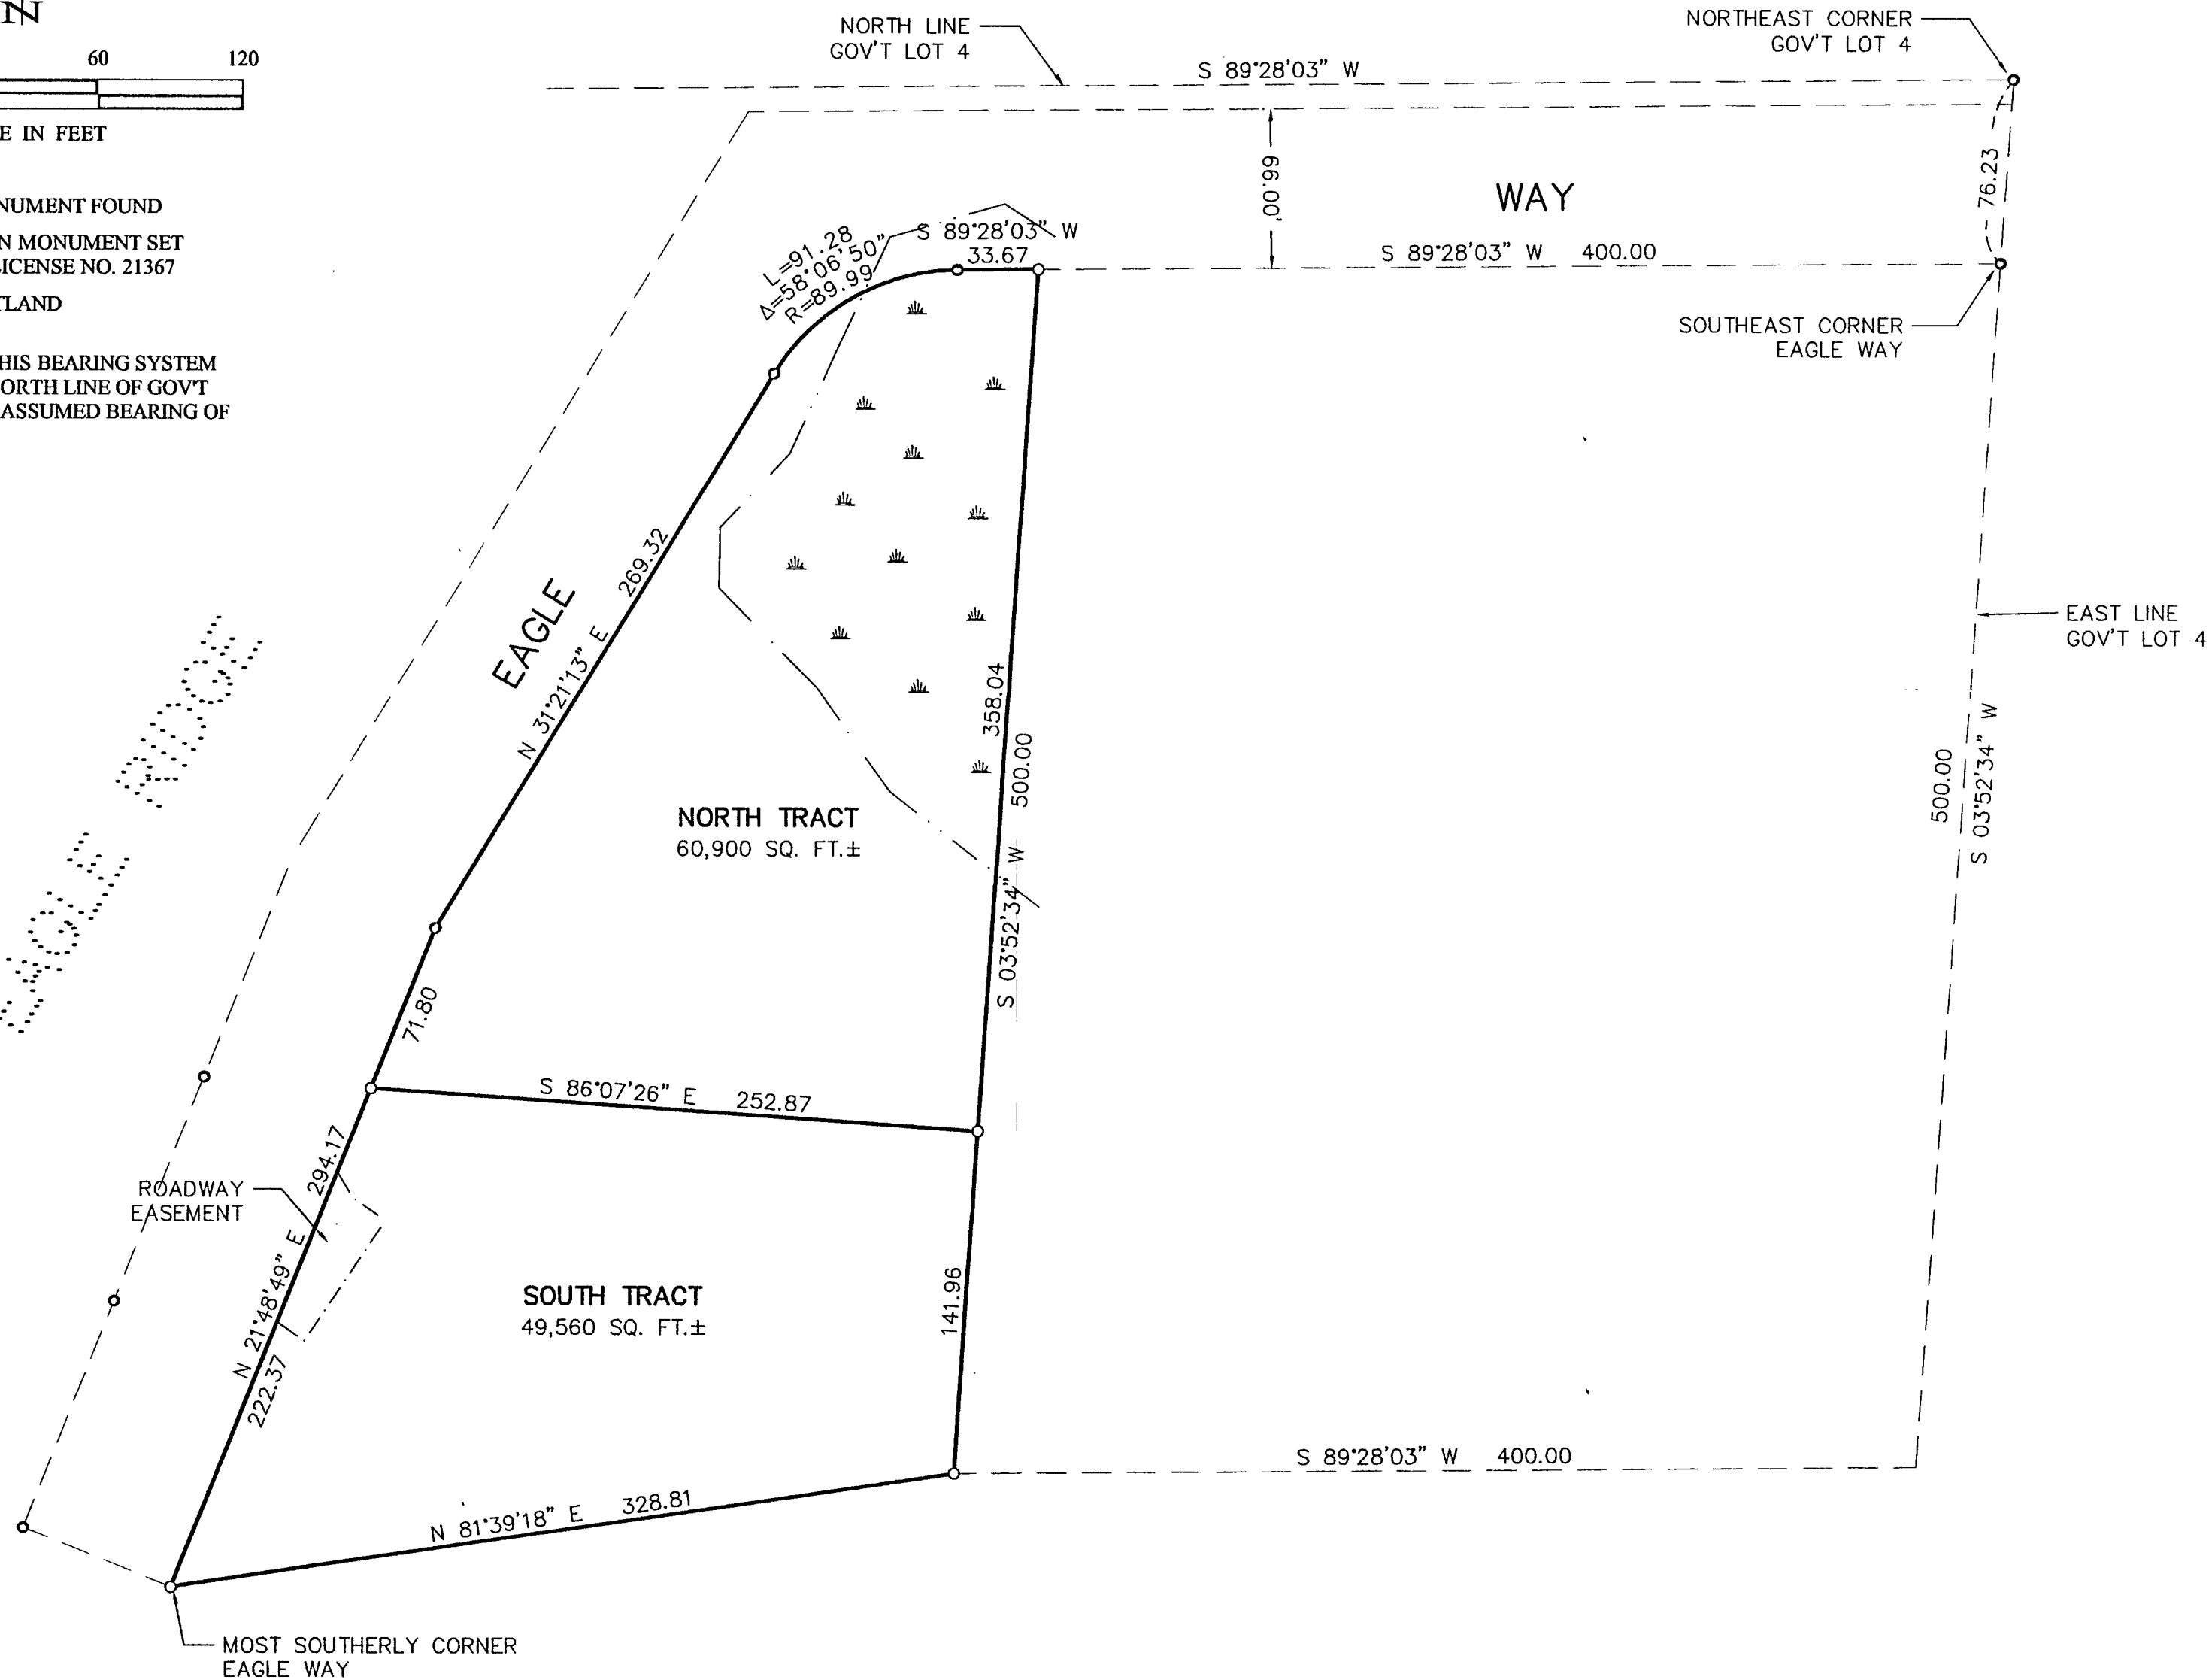 N
60 120
E IN FEET
NUMENT FOUND
N MONUMENT SET
ICENSE NO. 21367
TLAND
HIS BEARING SYSTEM
ORTH LINE OF GOVT
ASSUMED BEARING OF
NORTH LINE
GOV'T LOT 4
NORTHEAST CORNER
GOV'T LOT 4
S 89°28'03" W
66.00'
WAY
76.23
S 89°28'03" W 400.00
SOUTHEAST CORNER
EAGLE WAY
S 89°28'03" W
33.67
L=91.28
Δ=58°06'50"
R=89.99
EAST LINE
GOV'T LOT 4
EAGLE
N 31°21'13" E 269.32
EAGLE RIDGE
358.04
500.00
S 03°52'34" W
500.00
S 03°52'34" W
NORTH TRACT
60,900 SQ. FT.±
71.80
S 86°07'26" E 252.87
294.17
ROADWAY
EASEMENT
N 21°48'49" E
222.37
SOUTH TRACT
49,560 SQ. FT.±
141.96
S 89°28'03" W 400.00
N 81°39'18" E 328.81
MOST SOUTHERLY CORNER
EAGLE WAY